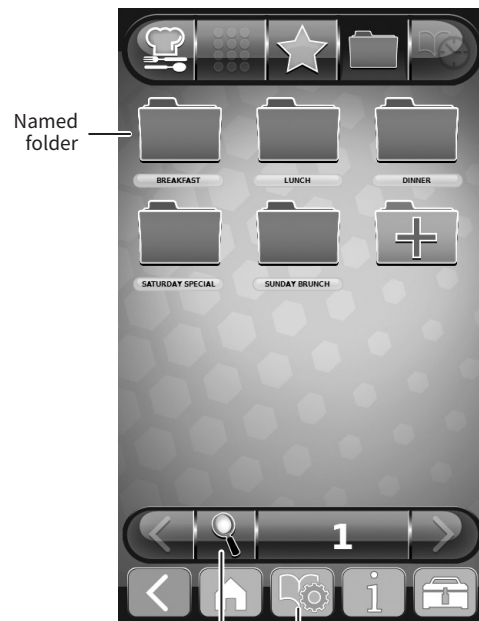 Named
folder
BREAKFAST
LUNCH
DINNER
SATURDAY SPECIAL
SUNDAY BRUNCH
1
i